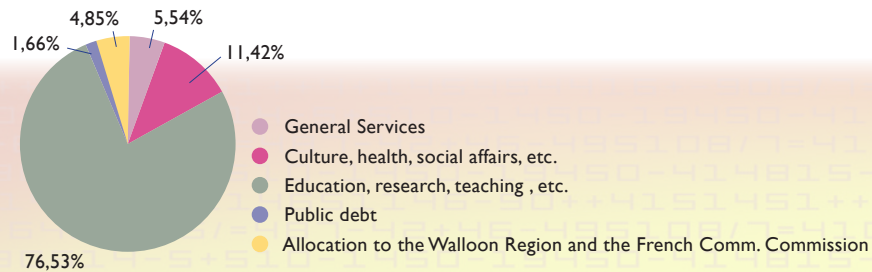 4,85%
5,54%
1,66%
11,42%
General Services
Culture, health, social affairs, etc.
Education, research, teaching , etc.
Public debt
Allocation to the Walloon Region and the French Comm. Commission
76,53%